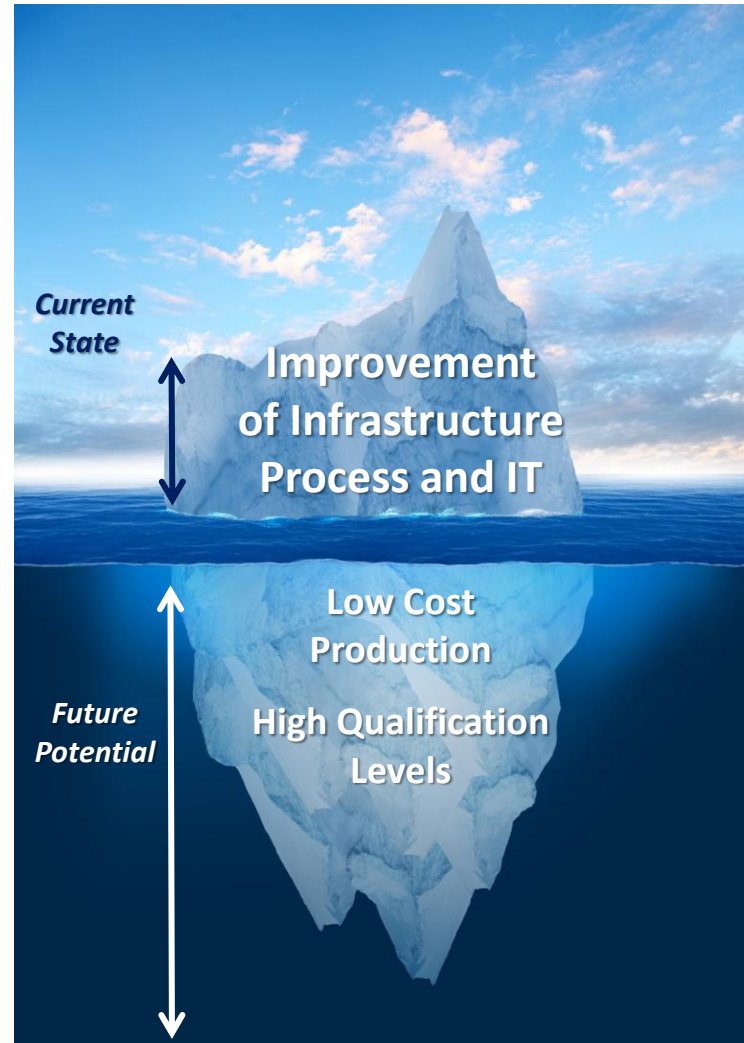 Current
State
Improvement
of Infrastructure
Process and IT
Low Cost
Production
High Qualification
Levels
Future
Potential